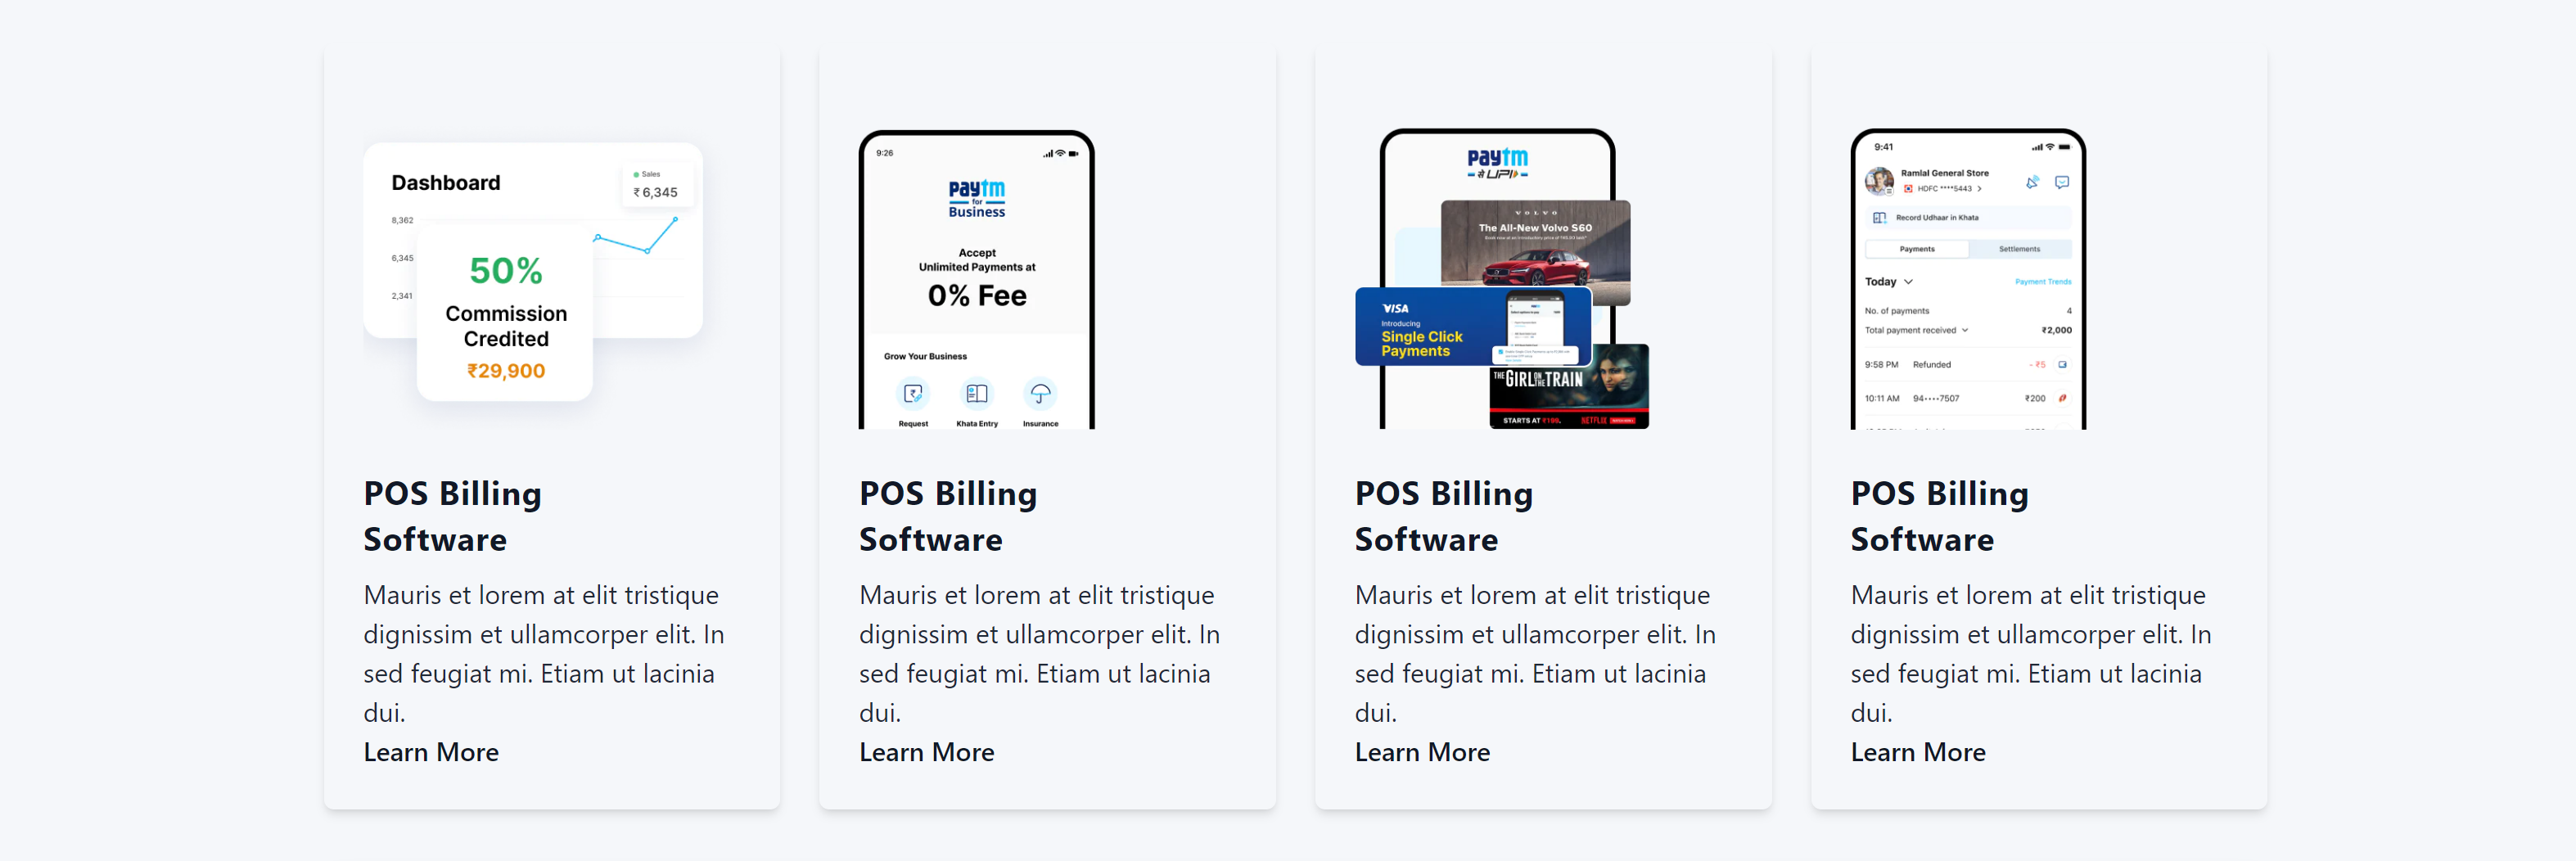 Dashboard
Sales
₹ 6,345
8,362
6,345
2,341
50%
Commission
Credited
₹29,900
POS Billing
Software
Mauris et lorem at elit tristique
dignissim et ullamcorper elit. In
sed feugiat mi. Etiam ut lacinia
dui.
Learn More
9:26
paytm
for
Business
Accept
Unlimited Payments at
0% Fee
Grow Your Business
Request
Khata Entry
Insurance
POS Billing
Software
Mauris et lorem at elit tristique
dignissim et ullamcorper elit. In
sed feugiat mi. Etiam ut lacinia
dui.
Learn More
paytm
से UPI
VOLVO
The All-New Volvo S60
VISA
Introducing
Single Click
Payments
THE GIRL ON THE TRAIN
STARTS AT ₹199.
NETFLIX
POS Billing
Software
Mauris et lorem at elit tristique
dignissim et ullamcorper elit. In
sed feugiat mi. Etiam ut lacinia
dui.
Learn More
9:41
Ramlal General Store
HDFC ****5443
Record Udhaar in Khata
Payments
Settlements
Today
Payment Trends
No. of payments
4
Total payment received
₹2,000
9:58 PM
Refunded
- ₹5
10:11 AM
94••••7507
₹200
POS Billing
Software
Mauris et lorem at elit tristique
dignissim et ullamcorper elit. In
sed feugiat mi. Etiam ut lacinia
dui.
Learn More